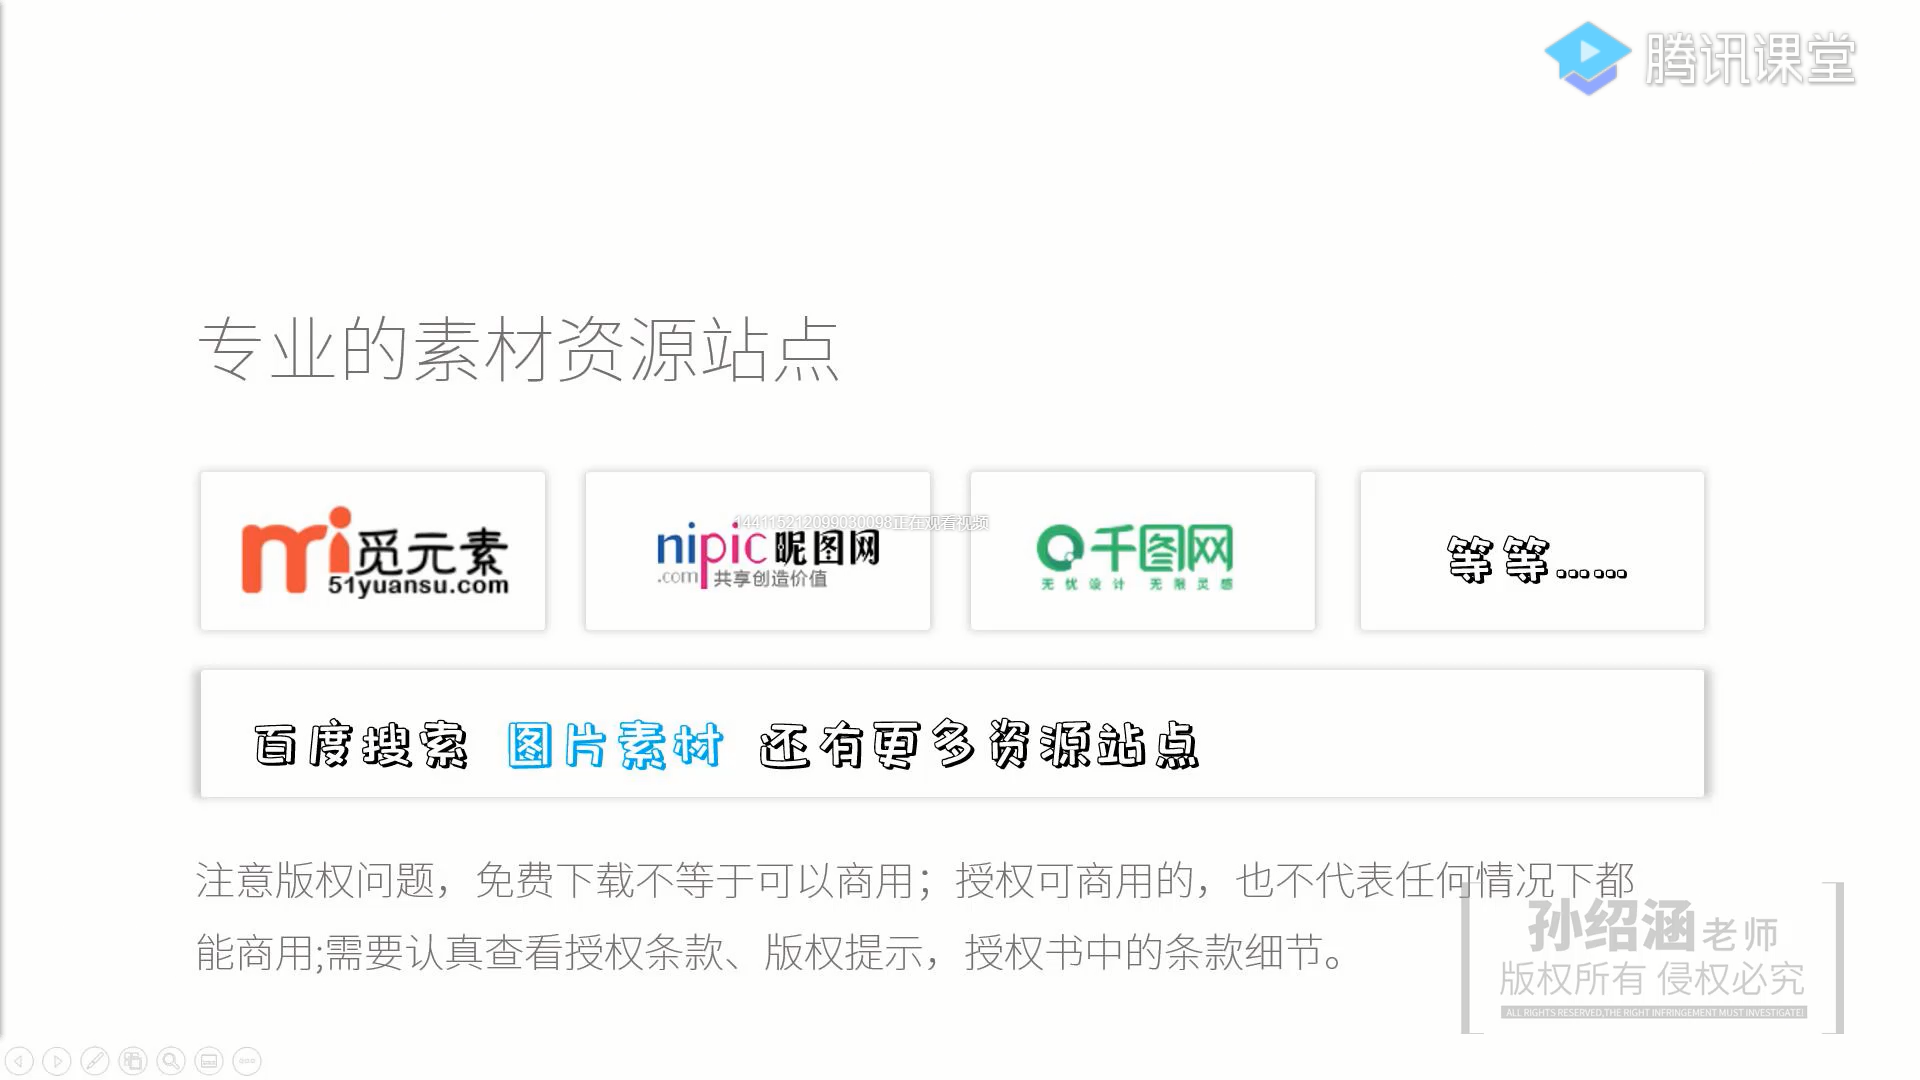 腾讯课堂
专业的素材资源站点
mi觅元素
51yuansu.com
nipic昵图网
.com 共享创造价值
144115212099030098正在观看视频
千图网
无忧设计 无限灵感
等等……
百度搜索 图片素材 还有更多资源站点
注意版权问题，免费下载不等于可以商用；授权可商用的，也不代表任何情况下都
能商用;需要认真查看授权条款、版权提示，授权书中的条款细节。
孙绍涵老师
版权所有 侵权必究
ALL RIGHTS RESERVED,THE RIGHT INFRINGEMENT MUST INVESTIGATE!